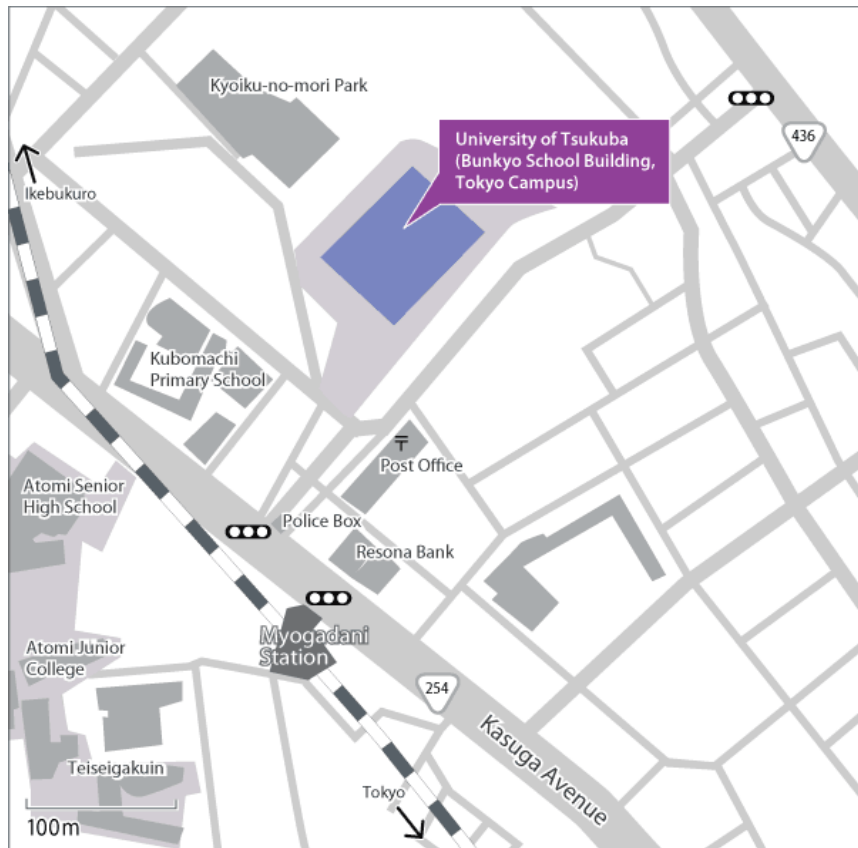 Kyoiku-no-mori Park
University of Tsukuba
(Bunkyo School Building,
Tokyo Campus)
436
Ikebukuro
Kubomachi
Primary School
〒
Post Office
Atomi Senior
High School
Police Box
Resona Bank
Myogadani
Station
Atomi Junior
College
254
Kasuga Avenue
Teiseigakuin
Tokyo
100m